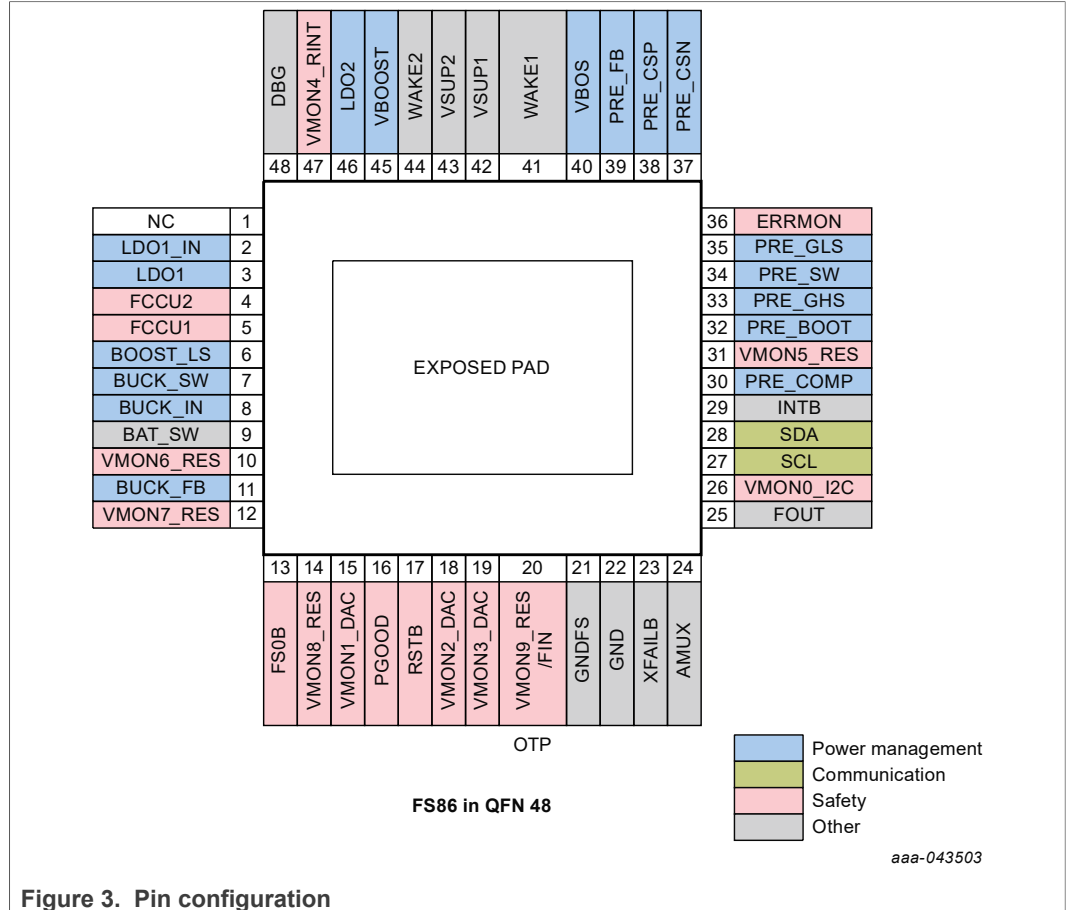 DBG
VMON4_RINT
LDO2
VBOOST
WAKE2
VSUP2
VSUP1
WAKE1
VBOS
PRE_FB
PRE_CSP
PRE_CSN
48 47 46 45 44 43 42 41 40 39 38 37
NC 1
LDO1_IN 2
LDO1 3
FCCU2 4
FCCU1 5
BOOST_LS 6
BUCK_SW 7
BUCK_IN 8
BAT_SW 9
VMON6_RES 10
BUCK_FB 11
VMON7_RES 12
EXPOSED PAD
36 ERRMON
35 PRE_GLS
34 PRE_SW
33 PRE_GHS
32 PRE_BOOT
31 VMON5_RES
30 PRE_COMP
29 INTB
28 SDA
27 SCL
26 VMON0_I2C
25 FOUT
13 14 15 16 17 18 19 20 21 22 23 24
FS0B
VMON8_RES
VMON1_DAC
PGOOD
RSTB
VMON2_DAC
VMON3_DAC
VMON9_RES
/FIN
GNDFS
GND
XFAILB
AMUX
OTP
Power management
Communication
Safety
Other
FS86 in QFN 48
aaa-043503
Figure 3. Pin configuration